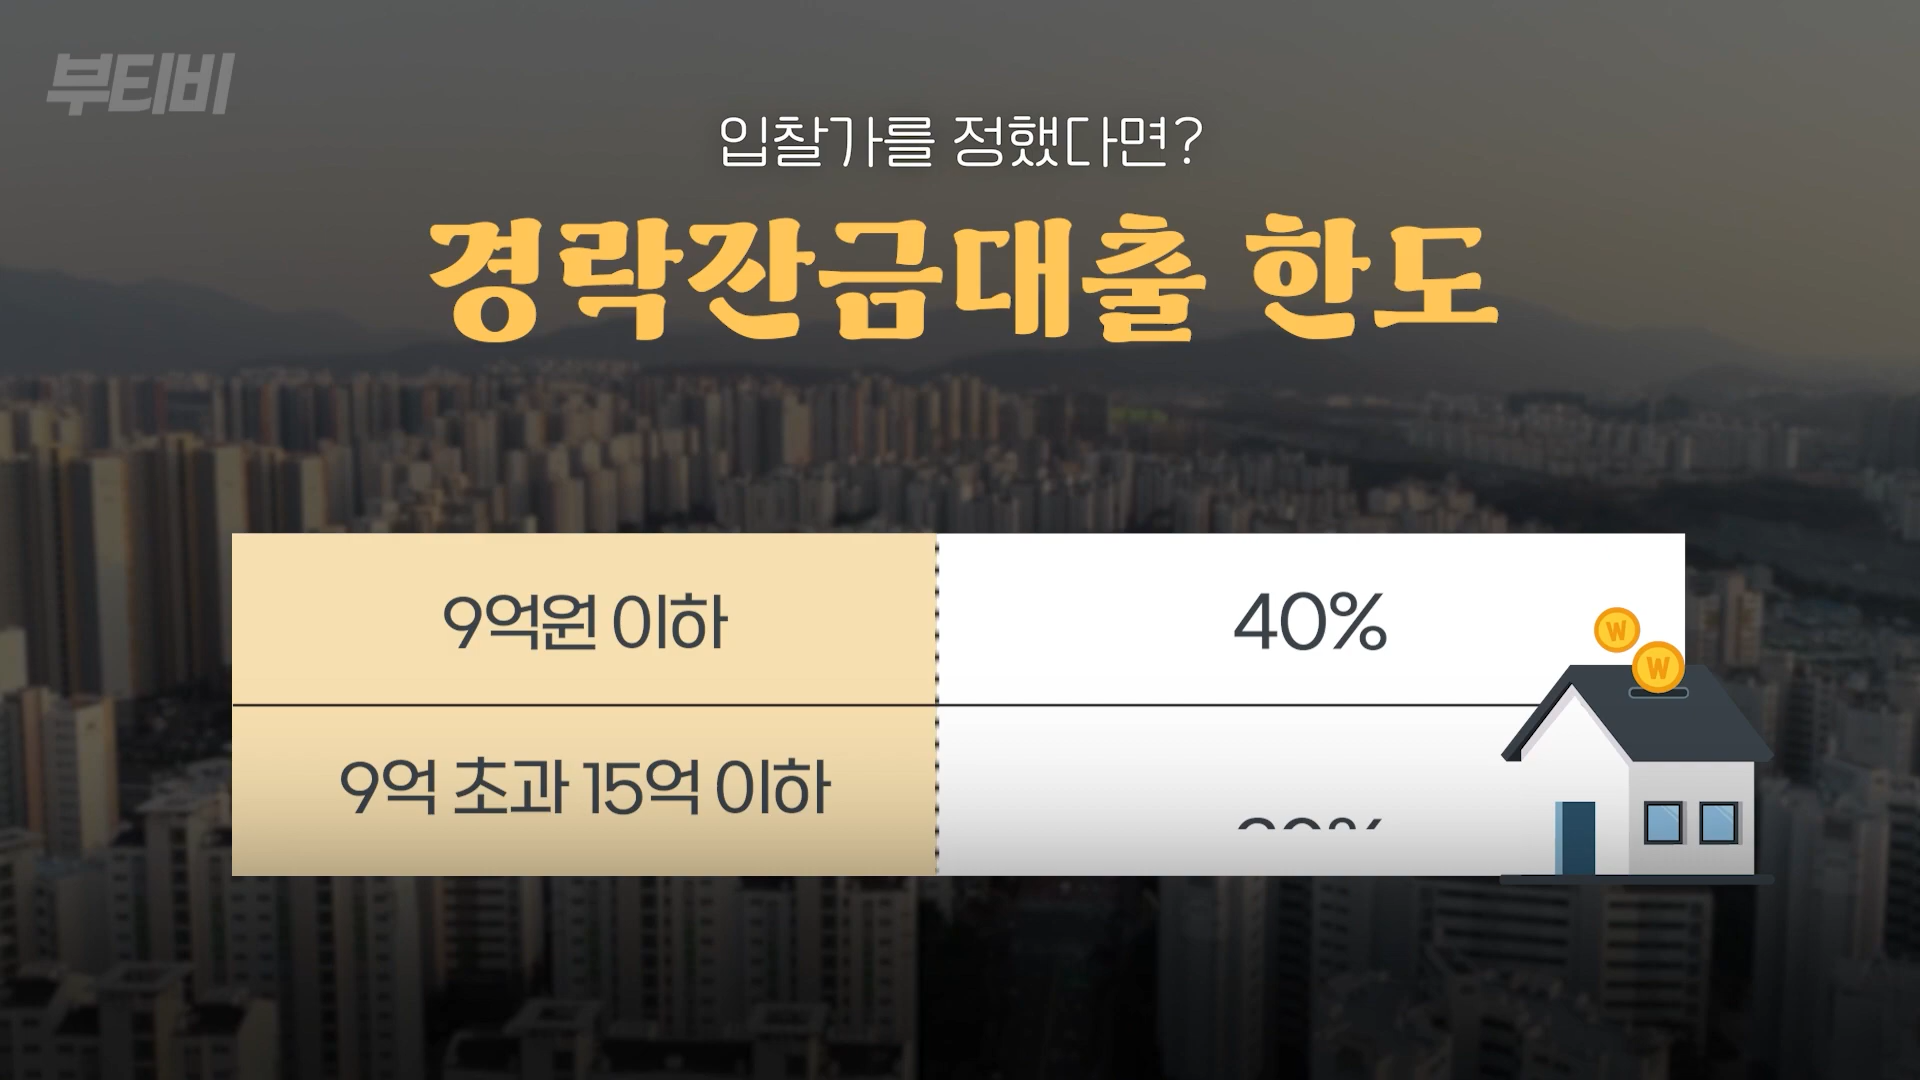 부티비
입찰가를 정했다면?
경락잔금대출 한도
9억원 이하
40%
9억 초과 15억 이하
W
W